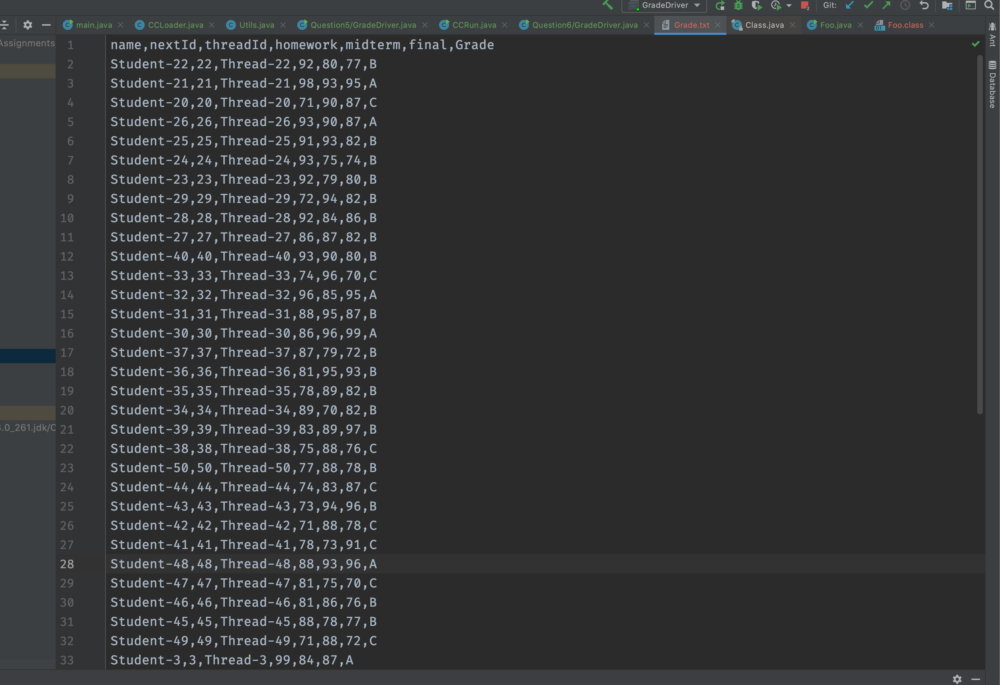 GradeDriver
Git:
main.java
CCLoader.java
Utils.java
Question5/GradeDriver.java
CCRun.java
Question6/GradeDriver.java
Grade.txt
Class.java
Foo.java
Foo.class
Assignments
Ant
Database
1 name,nextId,threadId,homework,midterm,final,Grade
2 Student-22,22,Thread-22,92,80,77,B
3 Student-21,21,Thread-21,98,93,95,A
4 Student-20,20,Thread-20,71,90,87,C
5 Student-26,26,Thread-26,93,90,87,A
6 Student-25,25,Thread-25,91,93,82,B
7 Student-24,24,Thread-24,93,75,74,B
8 Student-23,23,Thread-23,92,79,80,B
9 Student-29,29,Thread-29,72,94,82,B
10 Student-28,28,Thread-28,92,84,86,B
11 Student-27,27,Thread-27,86,87,82,B
12 Student-40,40,Thread-40,93,90,80,B
13 Student-33,33,Thread-33,74,96,70,C
14 Student-32,32,Thread-32,96,85,95,A
15 Student-31,31,Thread-31,88,95,87,B
16 Student-30,30,Thread-30,86,96,99,A
17 Student-37,37,Thread-37,87,79,72,B
18 Student-36,36,Thread-36,81,95,93,B
19 Student-35,35,Thread-35,78,89,82,B
20 Student-34,34,Thread-34,89,70,82,B
.0_261.jdk/C
21 Student-39,39,Thread-39,83,89,97,B
22 Student-38,38,Thread-38,75,88,76,C
23 Student-50,50,Thread-50,77,88,78,B
24 Student-44,44,Thread-44,74,83,87,C
25 Student-43,43,Thread-43,73,94,96,B
26 Student-42,42,Thread-42,71,88,78,C
27 Student-41,41,Thread-41,78,73,91,C
28 Student-48,48,Thread-48,88,93,96,A
29 Student-47,47,Thread-47,81,75,70,C
30 Student-46,46,Thread-46,81,86,76,B
31 Student-45,45,Thread-45,88,78,77,B
32 Student-49,49,Thread-49,71,88,72,C
33 Student-3,3,Thread-3,99,84,87,A